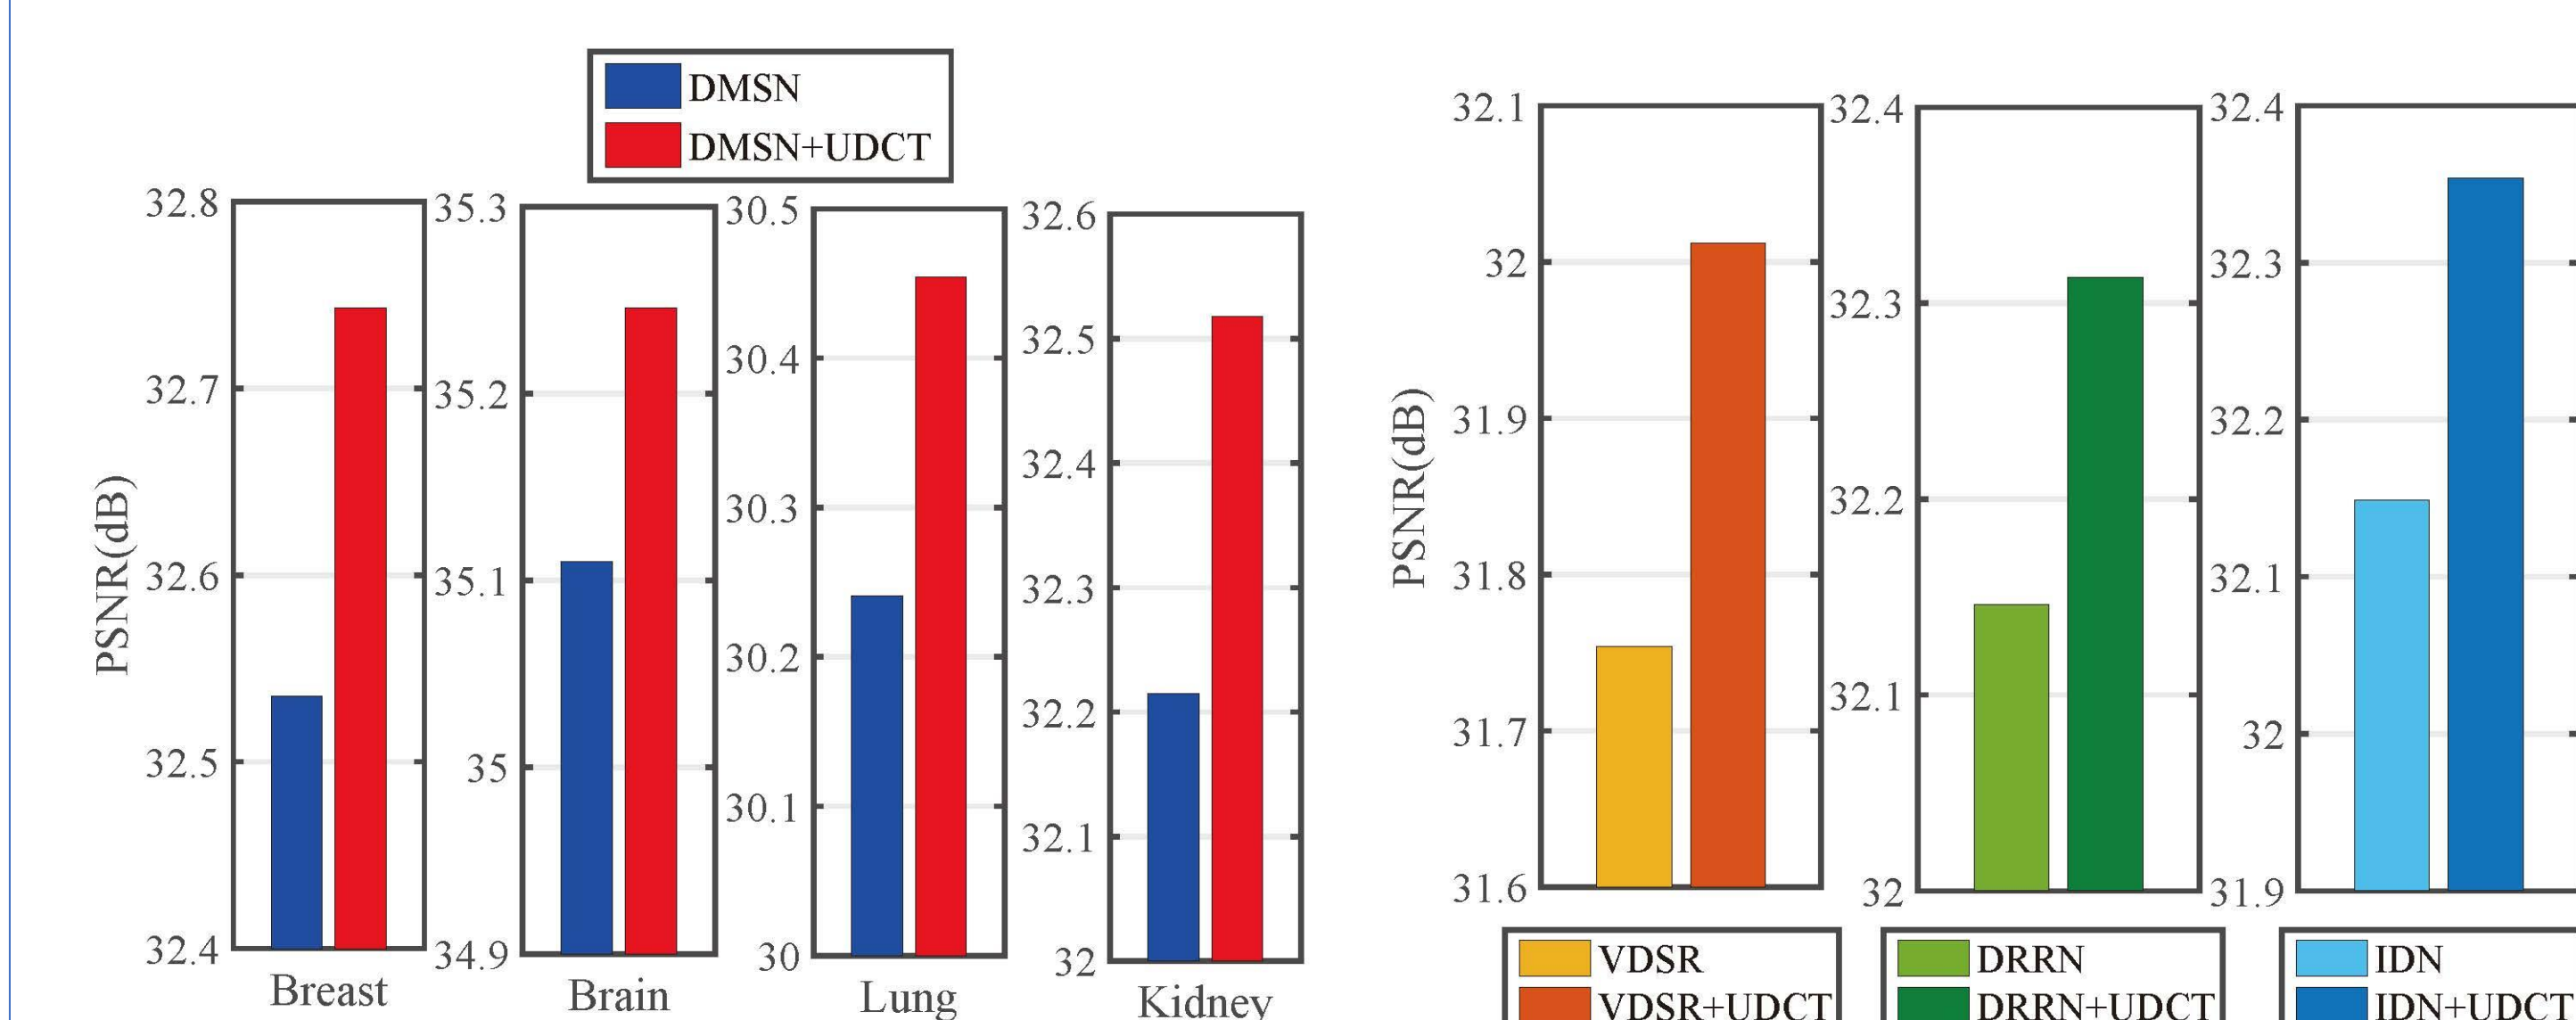 DMSN
DMSN+UDCT
PSNR(dB)
32.8
32.7
32.6
32.5
32.4
Breast
35.3
35.2
35.1
35
34.9
Brain
30.5
30.4
30.3
30.2
30.1
30
Lung
32.6
32.5
32.4
32.3
32.2
32.1
32
Kidney
PSNR(dB)
32.1
32
31.9
31.8
31.7
31.6
VDSR
VDSR+UDCT
32.4
32.3
32.2
32.1
32
DRRN
DRRN+UDCT
32.4
32.3
32.2
32.1
32
31.9
IDN
IDN+UDCT